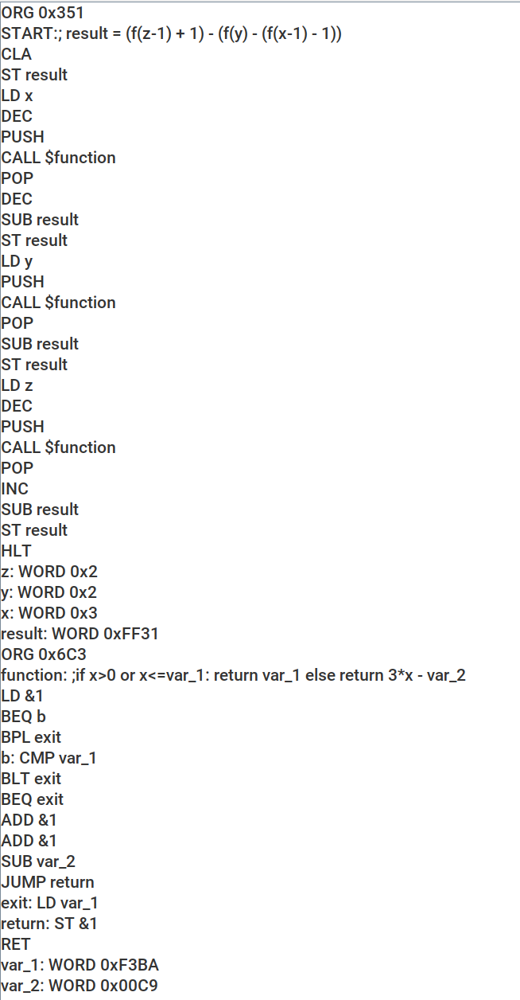 ORG 0x351
START:; result = (f(z-1) + 1) - (f(y) - (f(x-1) - 1))
CLA
ST result
LD x
DEC
PUSH
CALL $function
POP
DEC
SUB result
ST result
LD y
PUSH
CALL $function
POP
SUB result
ST result
LD z
DEC
PUSH
CALL $function
POP
INC
SUB result
ST result
HLT
z: WORD 0x2
y: WORD 0x2
x: WORD 0x3
result: WORD 0xFF31
ORG 0x6C3
function: ;if x>0 or x<=var_1: return var_1 else return 3*x - var_2
LD &1
BEQ b
BPL exit
b: CMP var_1
BLT exit
BEQ exit
ADD &1
ADD &1
SUB var_2
JUMP return
exit: LD var_1
return: ST &1
RET
var_1: WORD 0xF3BA
var_2: WORD 0x00C9